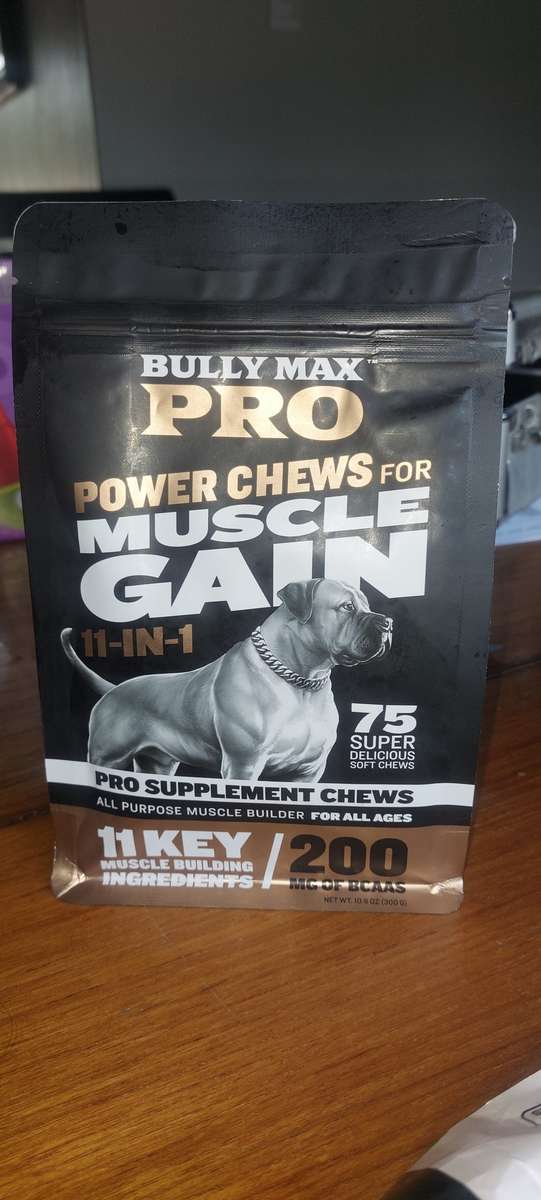 BULLY MAX™
PRO
POWER CHEWS FOR
MUSCLE
GAIN
11-IN-1
75
SUPER
DELICIOUS
SOFT CHEWS
PRO SUPPLEMENT CHEWS
ALL PURPOSE MUSCLE BUILDER FOR ALL AGES
11 KEY
MUSCLE BUILDING
INGREDIENTS
/
200
MG OF BCAAS
NET WT. 10.6 OZ (300 G)